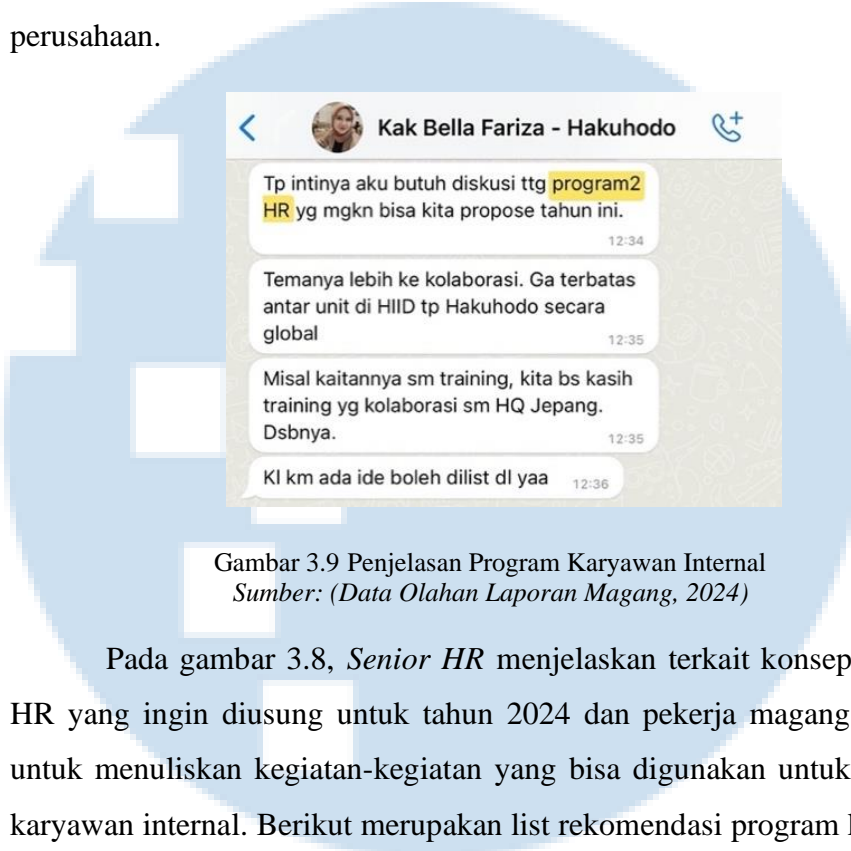 perusahaan.
Kak Bella Fariza - Hakuhodo
Tp intinya aku butuh diskusi ttg program2
HR yg mgkn bisa kita propose tahun ini.
12:34
Temanya lebih ke kolaborasi. Ga terbatas
antar unit di HIID tp Hakuhodo secara
global
12:35
Misal kaitannya sm training, kita bs kasih
training yg kolaborasi sm HQ Jepang.
Dsbnya.
12:35
Kl km ada ide boleh dilist dl yaa
12:36
Gambar 3.9 Penjelasan Program Karyawan Internal
Sumber: (Data Olahan Laporan Magang, 2024)
Pada gambar 3.8, Senior HR menjelaskan terkait konsep
HR yang ingin diusung untuk tahun 2024 dan pekerja magang
untuk menuliskan kegiatan-kegiatan yang bisa digunakan untuk
karyawan internal. Berikut merupakan list rekomendasi program